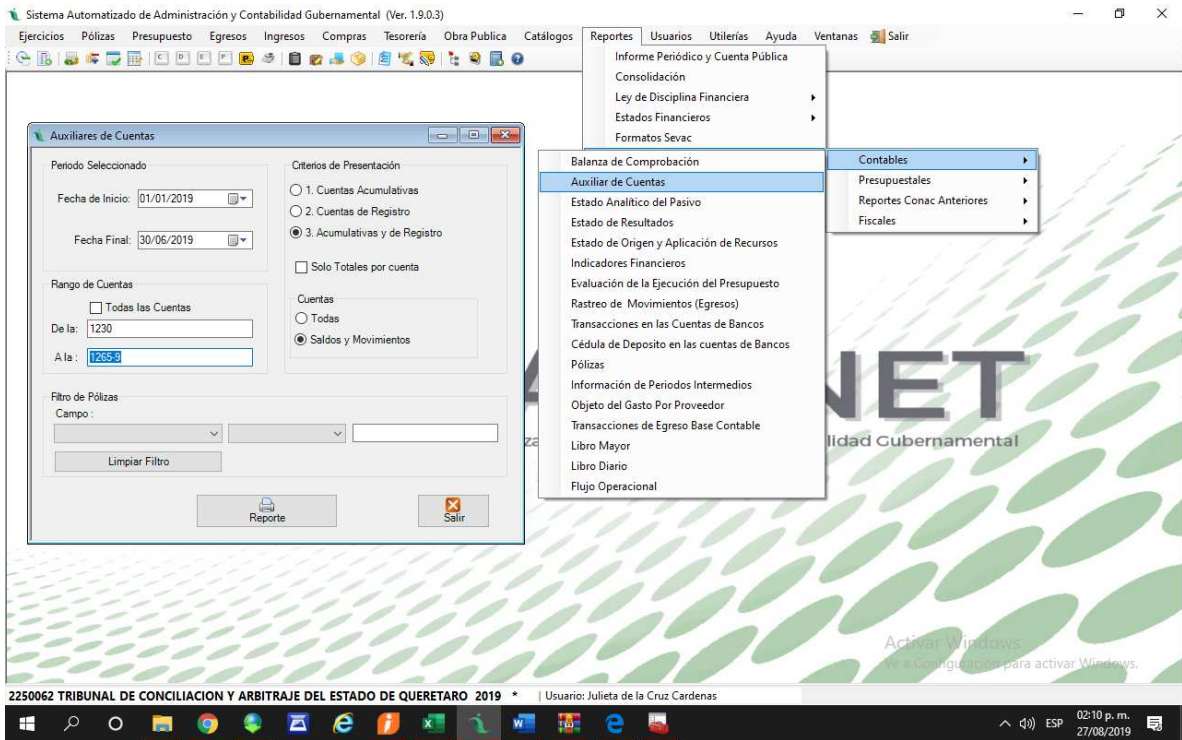 Sistema Automatizado de Administración y Contabilidad Gubernamental (Ver. 1.9.0.3)
Ejercicios Pólizas Presupuesto Egresos Ingresos Compras Tesorería Obra Publica Catálogos Reportes Usuarios Utilerías Ayuda Ventanas Salir
Informe Periódico y Cuenta Pública
Consolidación
Ley de Disciplina Financiera
Estados Financieros
Formatos Sevac
Contables
Presupuestales
Reportes Conac Anteriores
Fiscales
Balanza de Comprobación
Auxiliar de Cuentas
Estado Analítico del Pasivo
Estado de Resultados
Estado de Origen y Aplicación de Recursos
Indicadores Financieros
Evaluación de la Ejecución del Presupuesto
Rastreo de Movimientos (Egresos)
Transacciones en las Cuentas de Bancos
Cédula de Deposito en las cuentas de Bancos
Pólizas
Información de Periodos Intermedios
Objeto del Gasto Por Proveedor
Transacciones de Egreso Base Contable
Libro Mayor
Libro Diario
Flujo Operacional
Auxiliares de Cuentas
Periodo Seleccionado
Fecha de Inicio: 01/01/2019
Fecha Final: 30/06/2019
Rango de Cuentas
Todas las Cuentas
De la: 1230
A la : 1265-9
Criterios de Presentación
1. Cuentas Acumulativas
2. Cuentas de Registro
3. Acumulativas y de Registro
Solo Totales por cuenta
Cuentas
Todas
Saldos y Movimientos
Filtro de Pólizas
Campo :
Limpiar Filtro
Reporte
Salir
NET
lidad Gubernamental
Activar Windows
Ve a Configuración para activar Windows.
2250062 TRIBUNAL DE CONCILIACION Y ARBITRAJE DEL ESTADO DE QUERETARO 2019 * | Usuario: Julieta de la Cruz Cardenas
ESP
02:10 p. m.
27/08/2019